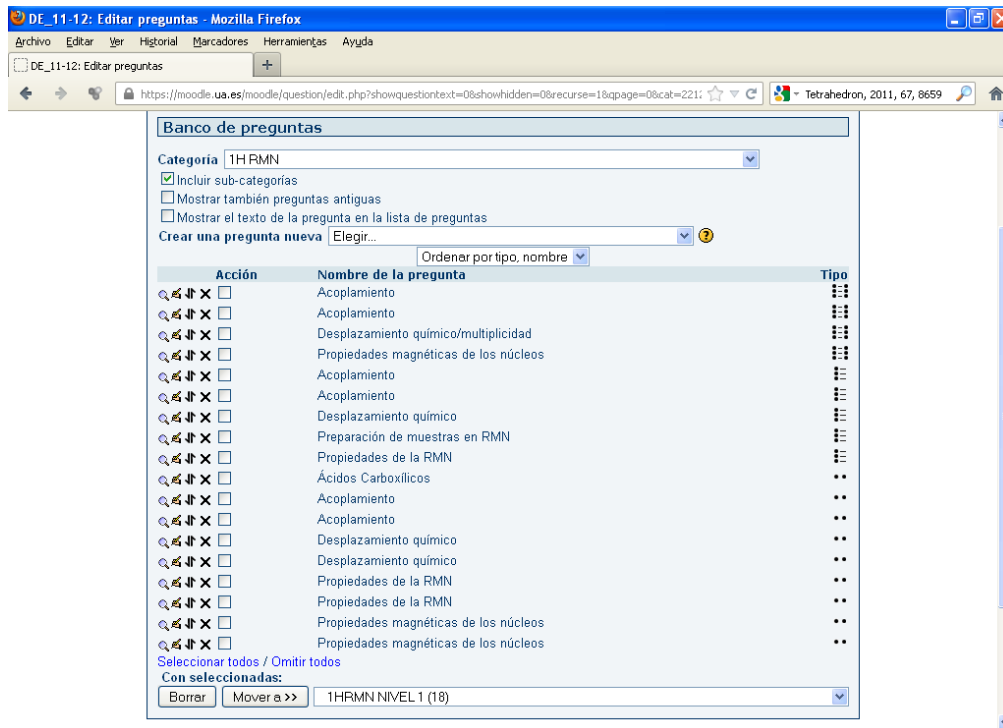 DE_11-12: Editar preguntas - Mozilla Firefox
Archivo Editar Ver Historial Marcadores Herramientas Ayuda
DE_11-12: Editar preguntas +
https://moodle.ua.es/moodle/question/edit.php?showquestiontext=0&showhidden=0&recurse=1&qpage=0&cat=221 Tetrahedron, 2011, 67, 8659
Banco de preguntas
Categoría 1H RMN
Incluir sub-categorías
Mostrar también preguntas antiguas
Mostrar el texto de la pregunta en la lista de preguntas
Crear una pregunta nueva Elegir... ?
Ordenar por tipo, nombre
Acción Nombre de la pregunta Tipo
Acoplamiento
Acoplamiento
Desplazamiento químico/multiplicidad
Propiedades magnéticas de los núcleos
Acoplamiento
Acoplamiento
Desplazamiento químico
Preparación de muestras en RMN
Propiedades de la RMN
Ácidos Carboxílicos
Acoplamiento
Acoplamiento
Desplazamiento químico
Desplazamiento químico
Propiedades de la RMN
Propiedades de la RMN
Propiedades magnéticas de los núcleos
Propiedades magnéticas de los núcleos
Seleccionar todos / Omitir todos
Con seleccionadas:
Borrar Mover a >> 1HRMN NIVEL 1 (18)